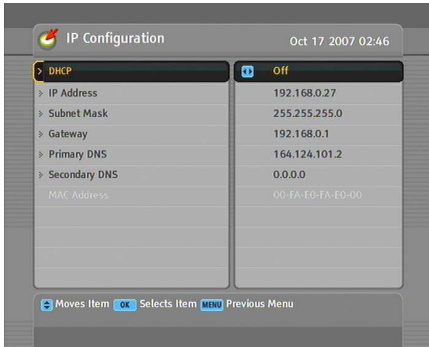 IP Configuration Oct 17 2007 02:46
DHCP Off
IP Address 192.168.0.27
Subnet Mask 255.255.255.0
Gateway 192.168.0.1
Primary DNS 164.124.101.2
Secondary DNS 0.0.0.0
MAC Address 00-FA-E0-FA-E0-00
Moves Item OK Selects Item MENU Previous Menu